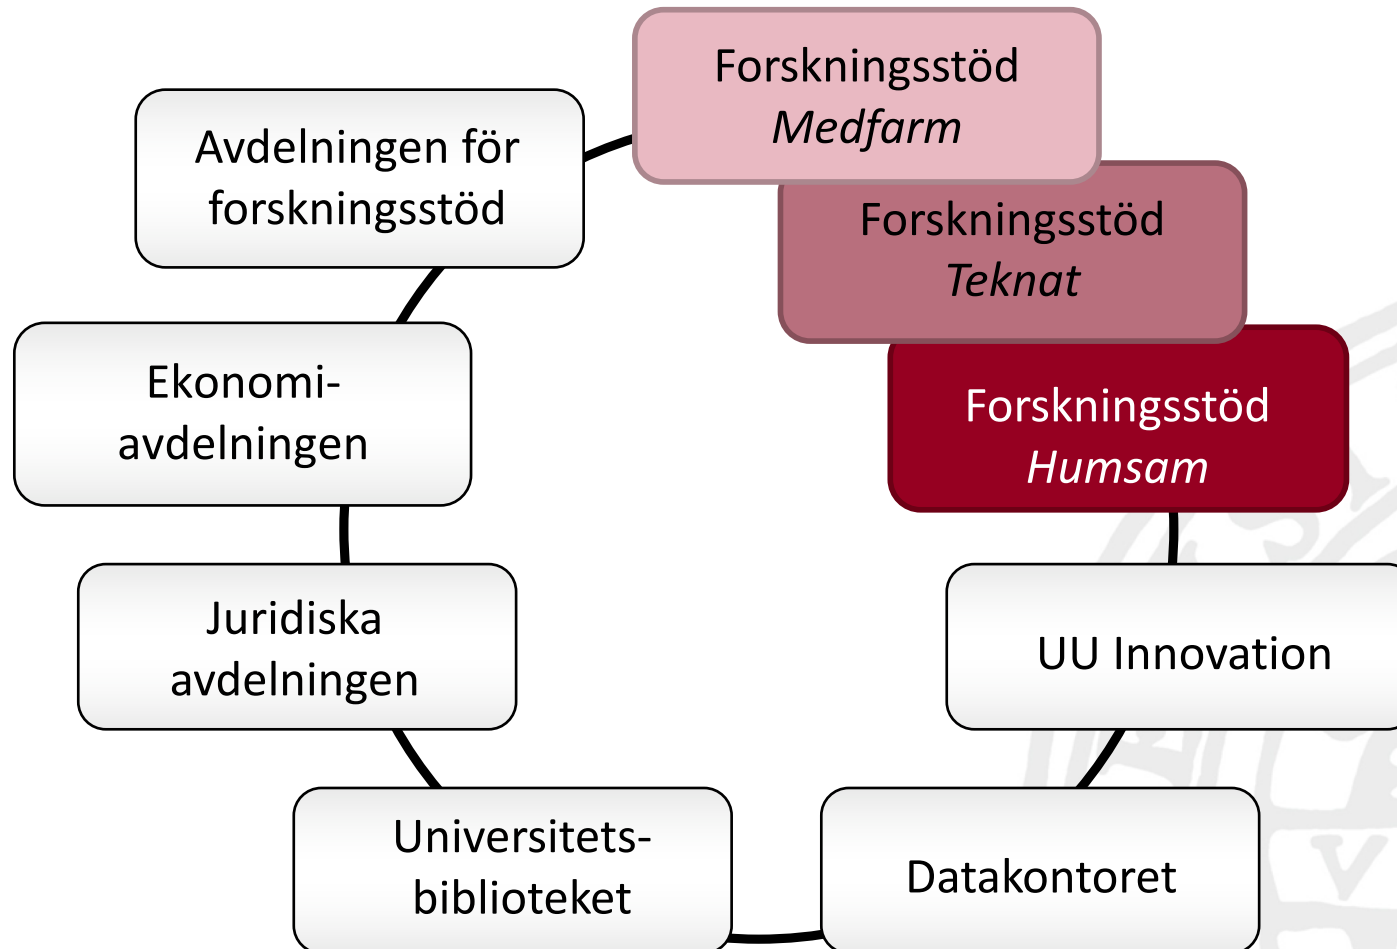 Forskningsstöd
Medfarm
Avdelningen för
forskningsstöd
Forskningsstöd
Teknat
Ekonomi-
avdelningen
Forskningsstöd
Humsam
Juridiska
avdelningen
UU Innovation
Universitets-
biblioteket
Datakontoret
V